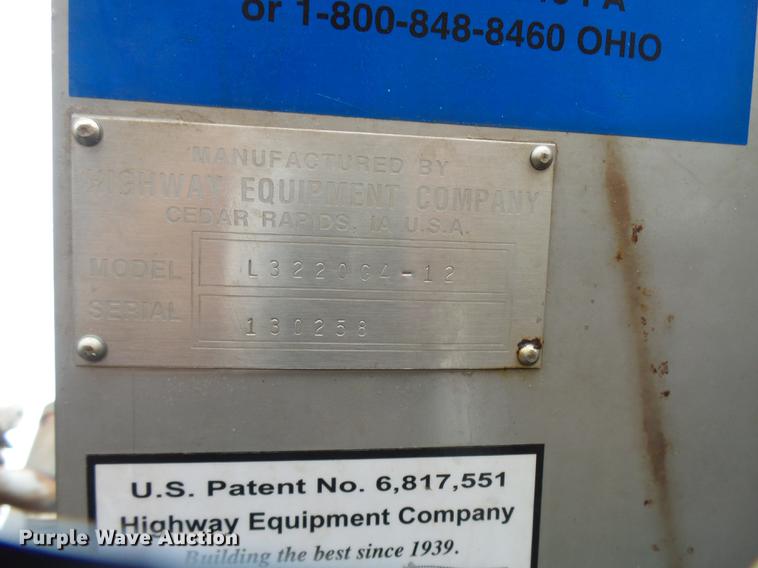 or 1-800-848-8460 OHIO
MANUFACTURED BY
HIGHWAY EQUIPMENT COMPANY
CEDAR RAPIDS, IA U.S.A.
MODEL L3220G4-12
SERIAL 130258
U.S. Patent No. 6,817,551
Highway Equipment Company
Building the best since 1939.
Purple Wave Auction